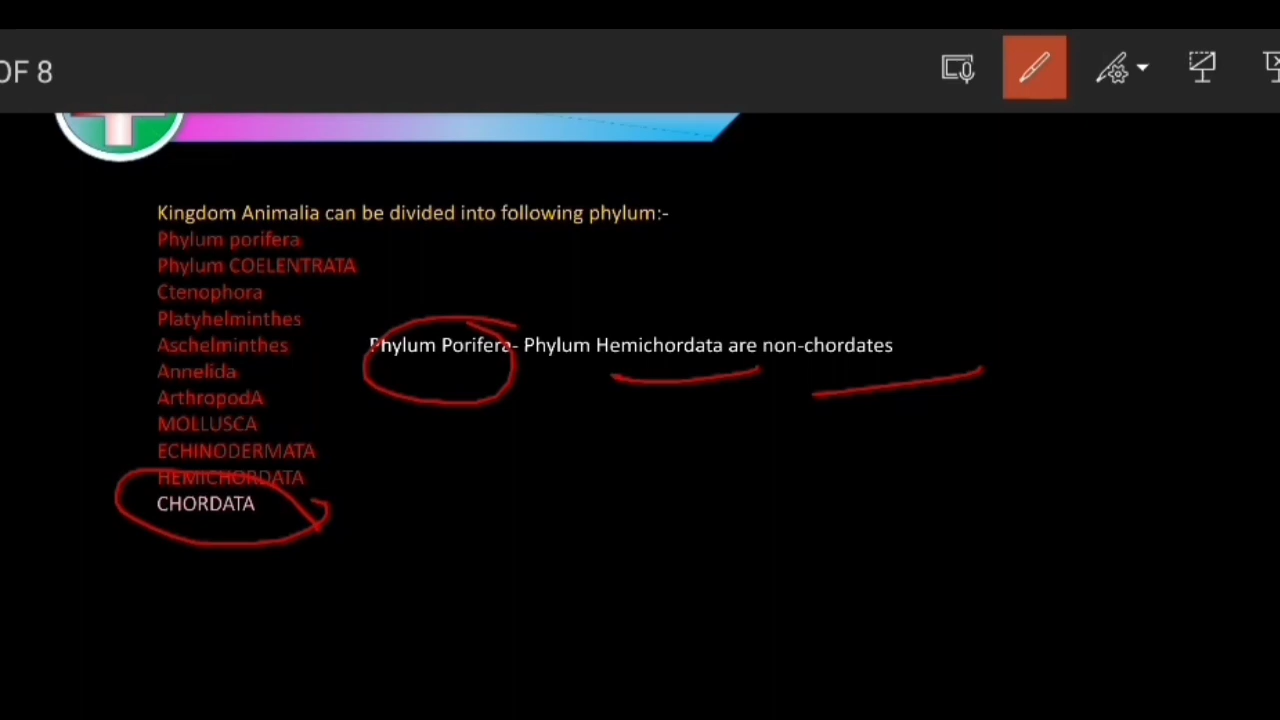 OF 8
Kingdom Animalia can be divided into following phylum:-
Phylum porifera
Phylum COELENTRATA
Ctenophora
Platyhelminthes
Aschelminthes
Phylum Porifera- Phylum Hemichordata are non-chordates
Annelida
ArthropodA
MOLLUSCA
ECHINODERMATA
HEMICHORDATA
CHORDATA